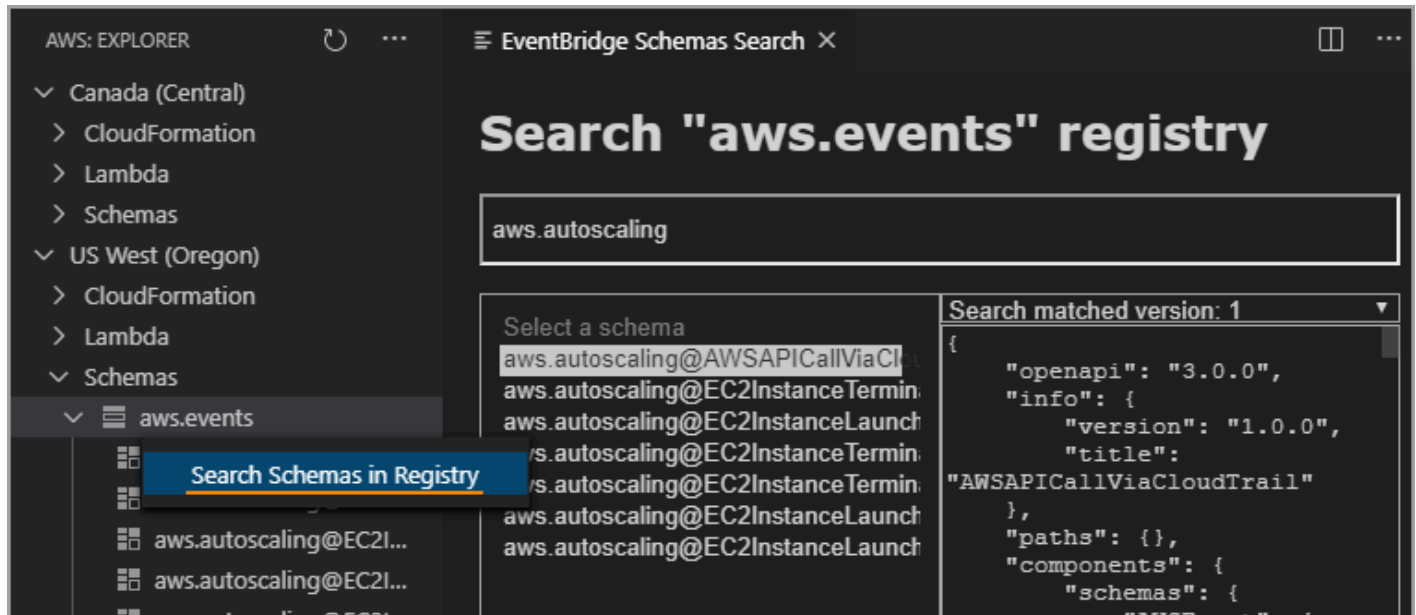 AWS: EXPLORER
Canada (Central)
CloudFormation
Lambda
Schemas
US West (Oregon)
CloudFormation
Lambda
Schemas
aws.events
Search Schemas in Registry
aws.autoscaling@EC2I...
aws.autoscaling@EC2I...
EventBridge Schemas Search
Search "aws.events" registry
aws.autoscaling
Select a schema
aws.autoscaling@AWSAPICallViaClou
aws.autoscaling@EC2InstanceTermin
aws.autoscaling@EC2InstanceLaunch
/s.autoscaling@EC2InstanceTermin
/s.autoscaling@EC2InstanceTermin
aws.autoscaling@EC2InstanceLaunch
aws.autoscaling@EC2InstanceLaunch
Search matched version: 1
{
"openapi": "3.0.0",
"info": {
"version": "1.0.0",
"title":
"AWSAPICallViaCloudTrail"
},
"paths": {},
"components": {
"schemas": {